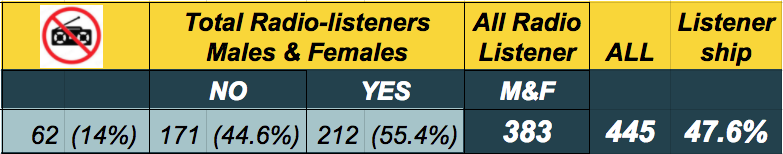 Total Radio-listeners All Radio Listener
Males & Females Listener ALL ship
NO YES M&F
62 (14%) 171 (44.6%) 212 (55.4%) 383 445 47.6%